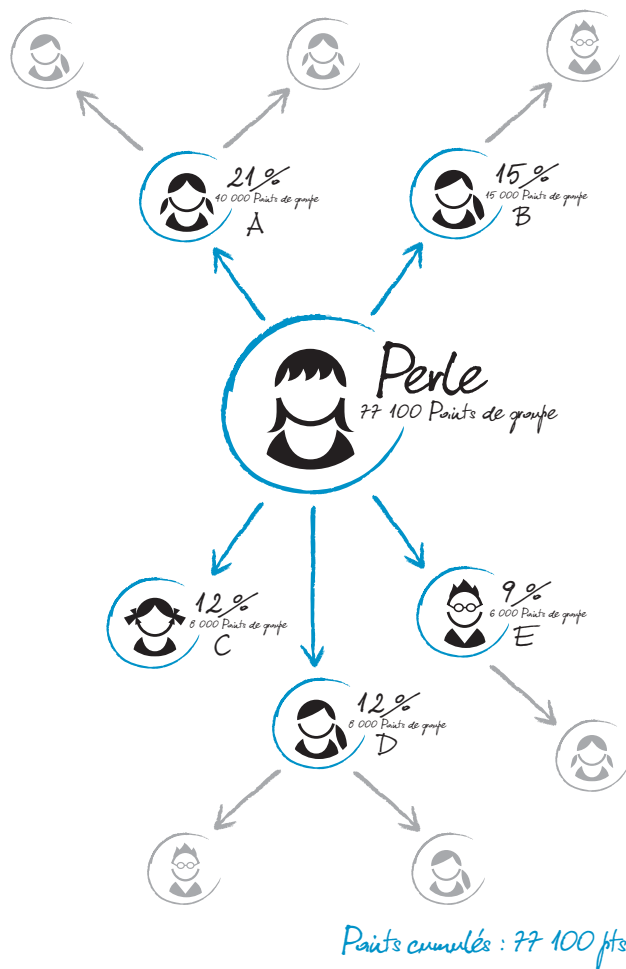 21%
40 000 Points de groupe
A
15%
15 000 Points de groupe
B
Perle
77 100 Points de groupe
12%
8 000 Points de groupe
C
9%
6 000 Points de groupe
E
12%
8 000 Points de groupe
D
Points cumulés : 77 100 pts